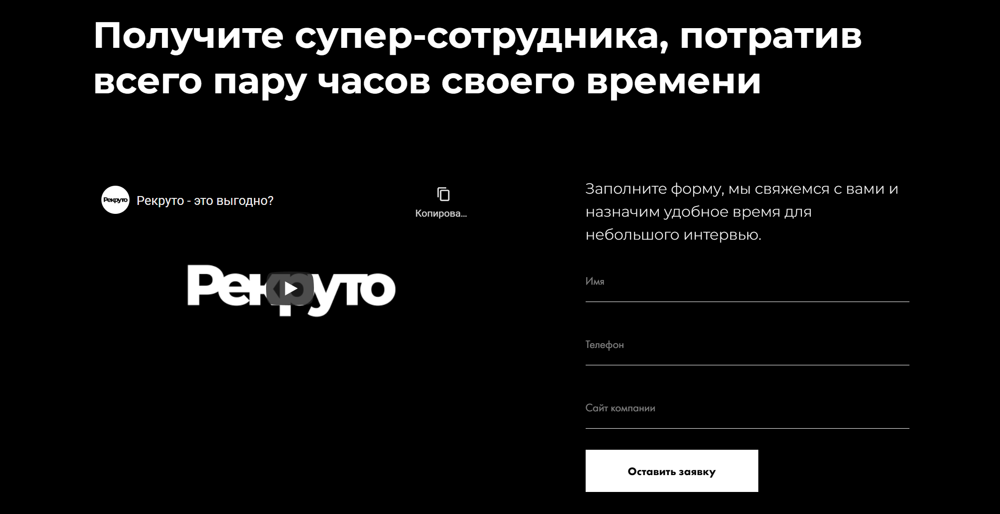 Получите супер-сотрудника, потратив
всего пару часов своего времени
Рекруто
Рекруто - это выгодно?
Копирова...
Рекруто
Заполните форму, мы свяжемся с вами и
назначим удобное время для
небольшого интервью.
Имя
Телефон
Сайт компании
Оставить заявку